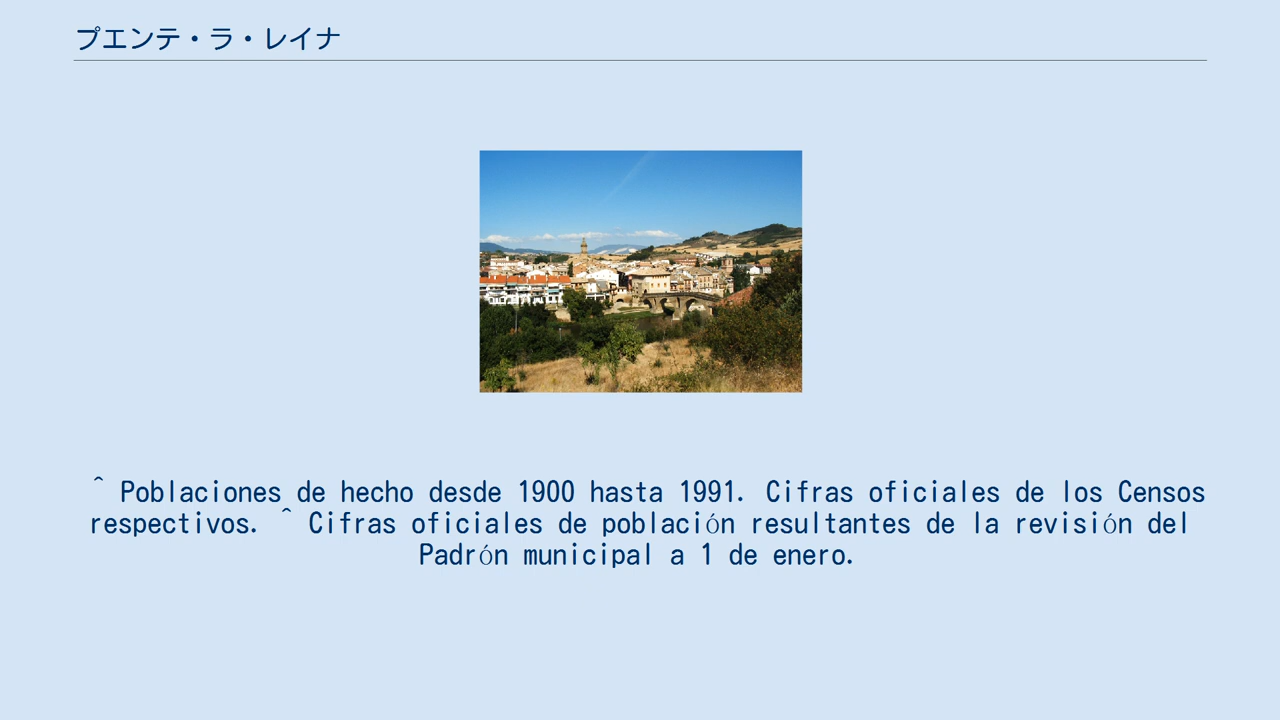 プエンテ・ラ・レイナ
^ Poblaciones de hecho desde 1900 hasta 1991. Cifras oficiales de los Censos
respectivos. ^ Cifras oficiales de población resultantes de la revisión del
Padrón municipal a 1 de enero.